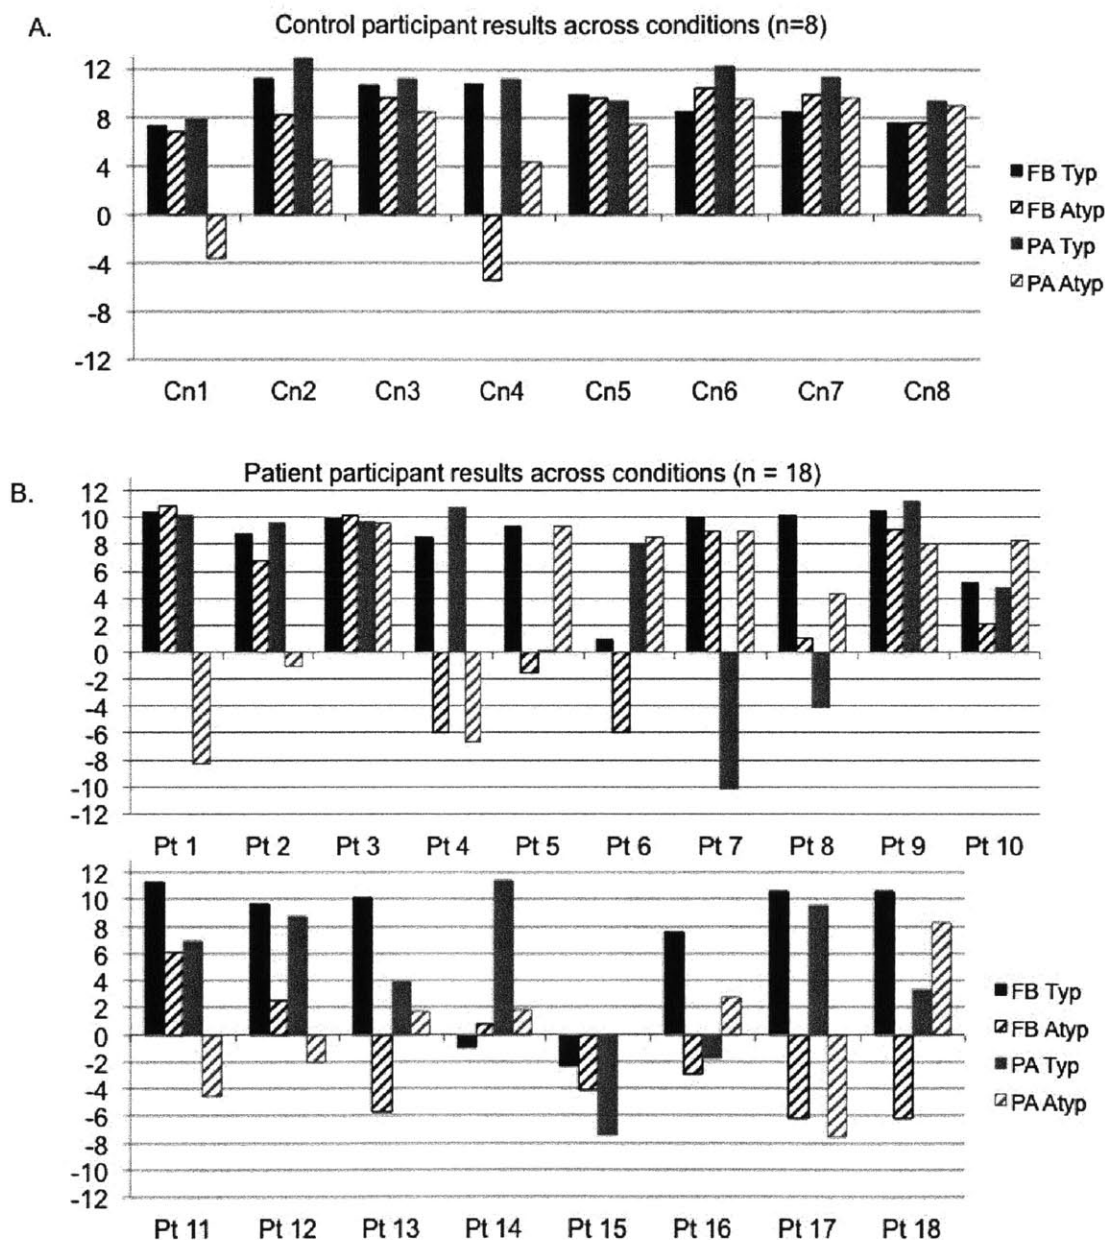 A.
Control participant results across conditions (n=8)
12
8
4
0
-4
-8
-12
Cn1 Cn2 Cn3 Cn4 Cn5 Cn6 Cn7 Cn8
FB Typ
FB Atyp
PA Typ
PA Atyp
B.
Patient participant results across conditions (n = 18)
12
10
8
6
4
2
0
-2
-4
-6
-8
-10
-12
Pt 1 Pt 2 Pt 3 Pt 4 Pt 5 Pt 6 Pt 7 Pt 8 Pt 9 Pt 10
12
10
8
6
4
2
0
-2
-4
-6
-8
-10
-12
Pt 11 Pt 12 Pt 13 Pt 14 Pt 15 Pt 16 Pt 17 Pt 18
FB Typ
FB Atyp
PA Typ
PA Atyp